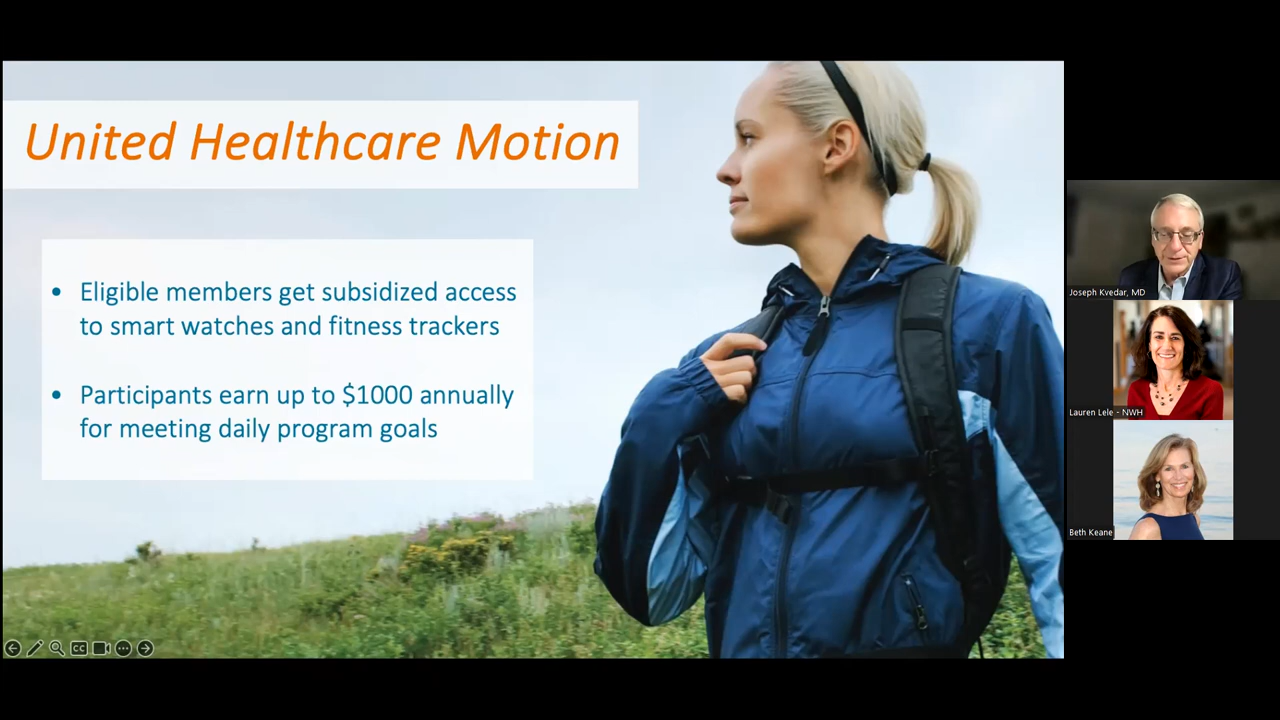 United Healthcare Motion
• Eligible members get subsidized access
to smart watches and fitness trackers
• Participants earn up to $1000 annually
for meeting daily program goals
Joseph Kvedar, MD
Lauren Lele - NWH
Beth Keane
CC